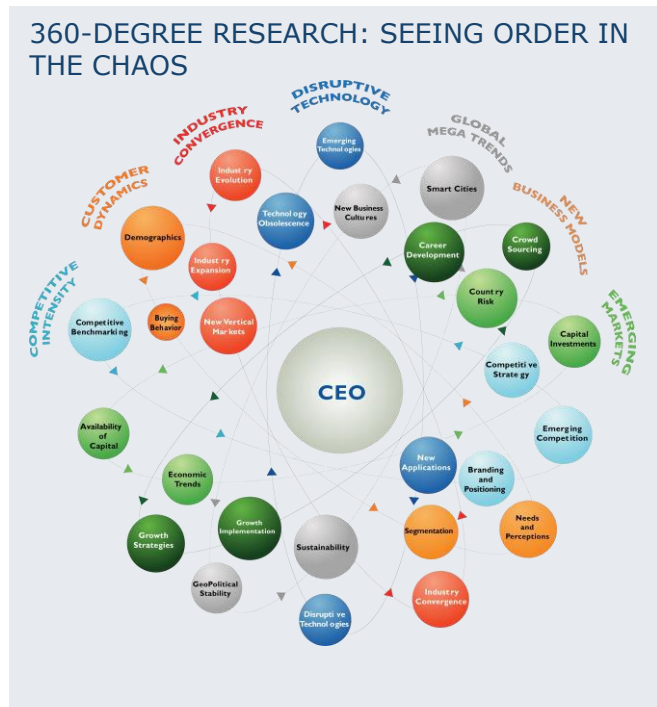 360-DEGREE RESEARCH: SEEING ORDER IN
THE CHAOS
DISRUPTIVE
TECHNOLOGY
INDUSTRY
CONVERGENCE
GLOBAL
MEGA TRENDS
CUSTOMER
DYNAMICS
NEW
BUSINESS MODELS
COMPETITIVE
INTENSITY
EMERGING
MARKETS
Emerging
Technologies
Industry
Evolution
Smart Cities
Technology
Obsolescence
New Business
Cultures
Demographics
Career
Development
Crowd
Sourcing
Industry
Expansion
Country
Risk
Competitive
Benchmarking
Buying
Behavior
New Vertical
Markets
Capital
Investments
Competitive
Strategy
CEO
Availability
of
Capital
Emerging
Competition
New
Applications
Economic
Trends
Branding
and
Positioning
Growth
Strategies
Growth
Implementation
Sustainability
Segmentation
Needs
and
Perceptions
GeoPolitical
Stability
Industry
Convergence
Disruptive
Technologies